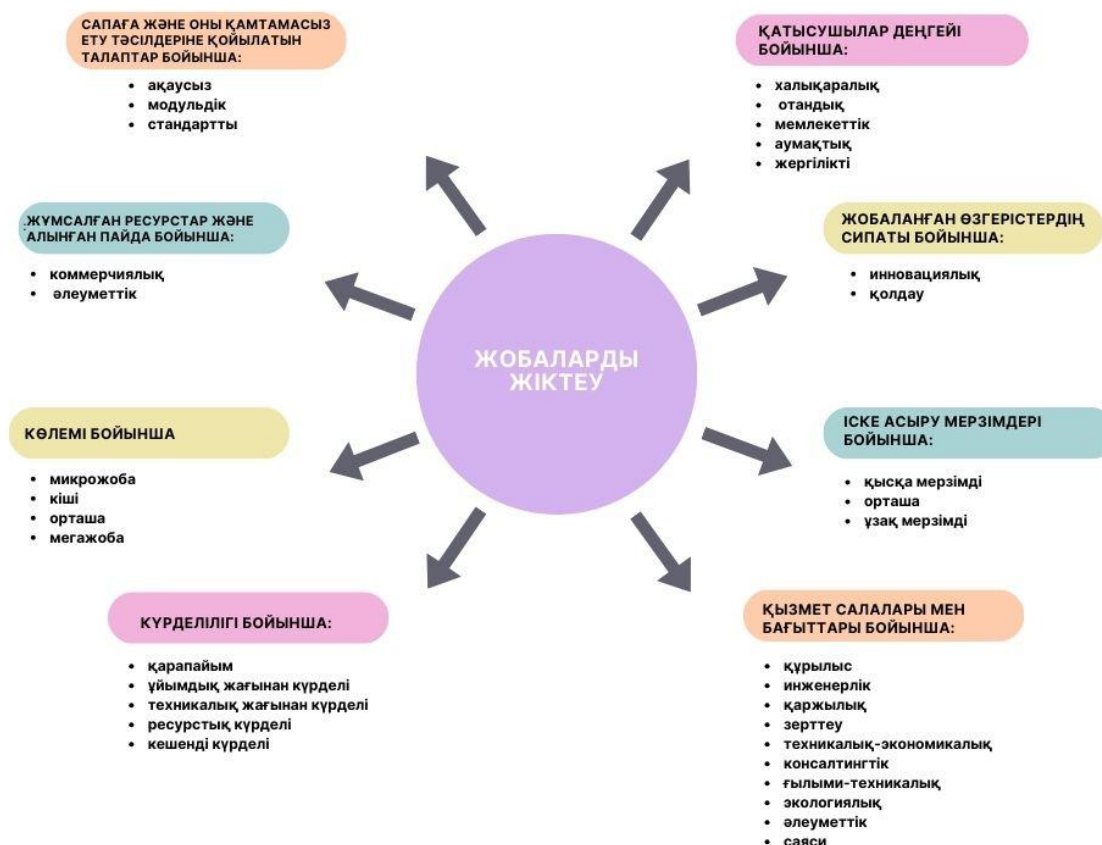 САПАҒА ЖӘНЕ ОНЫ ҚАМТАМАСЫЗ
ЕТУ ТӘСІЛДЕРІНЕ ҚОЙЫЛАТЫН
ТАЛАПТАР БОЙЫНША:
• ақаусыз
• модульдік
• стандартты
ҚАТЫСУШЫЛАР ДЕҢГЕЙІ
БОЙЫНША:
• халықаралық
• отандық
• мемлекеттік
• аумақтық
• жергілікті
ЖҰМСАЛҒАН РЕСУРСТАР ЖӘНЕ
АЛЫНҒАН ПАЙДА БОЙЫНША:
• коммерчиялық
• әлеуметтік
ЖОБАЛАНҒАН ӨЗГЕРІСТЕРДІҢ
СИПАТЫ БОЙЫНША:
• инновациялық
• қолдау
ЖОБАЛАРДЫ
ЖІКТЕУ
КӨЛЕМІ БОЙЫНША
• микрожоба
• кіші
• орташа
• мегажоба
ІСКЕ АСЫРУ МЕРЗІМДЕРІ
БОЙЫНША:
• қысқа мерзімді
• орташа
• ұзақ мерзімді
КҮРДЕЛІЛІГІ БОЙЫНША:
• қарапайым
• ұйымдық жағынан күрделі
• техникалық жағынан күрделі
• ресурстық күрделі
• кешенді күрделі
ҚЫЗМЕТ САЛАЛАРЫ МЕН
БАҒЫТТАРЫ БОЙЫНША:
• құрылыс
• инженерлік
• қаржылық
• зерттеу
• техникалық-экономикалық
• консалтингтік
• ғылыми-техникалық
• экологиялық
• әлеуметтік
• саяси